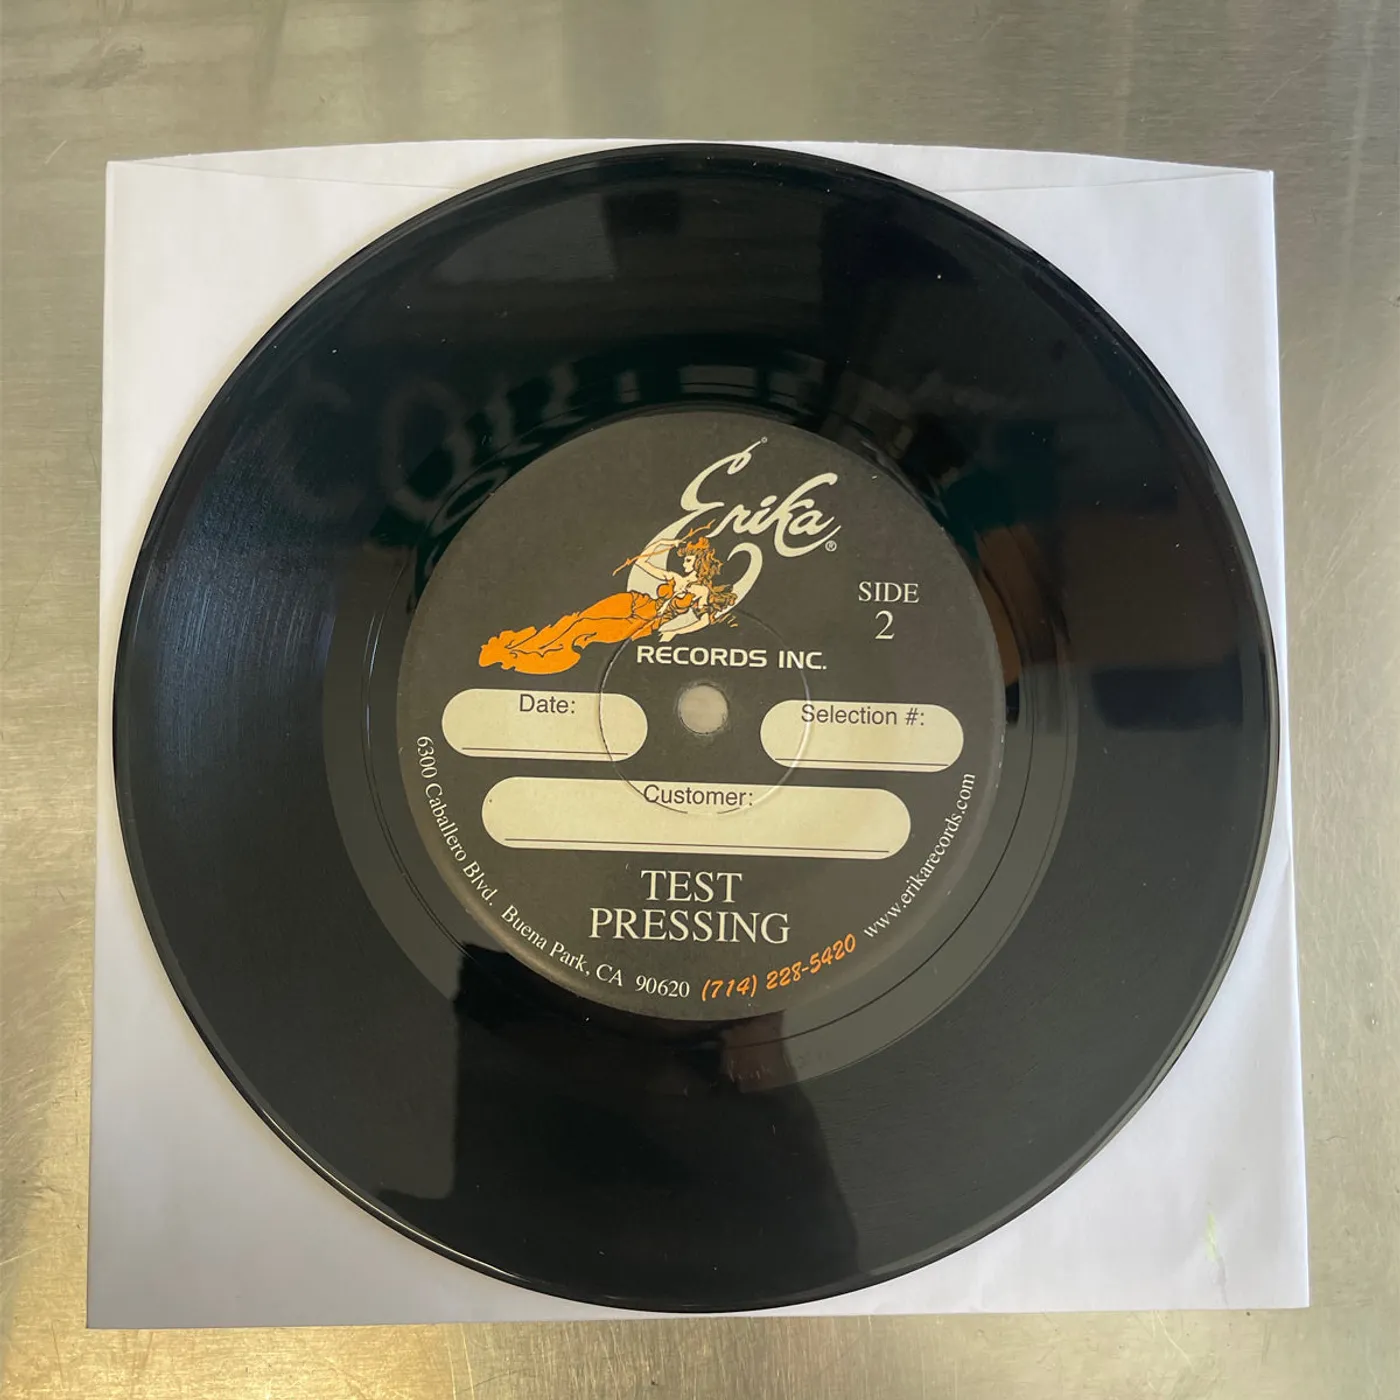 Erika®
RECORDS INC.
SIDE
2
Date:
Selection #:
Customer:
TEST
PRESSING
6300 Caballero Blvd. Buena Park, CA 90620 (714) 228-5420 www.erikarecords.com